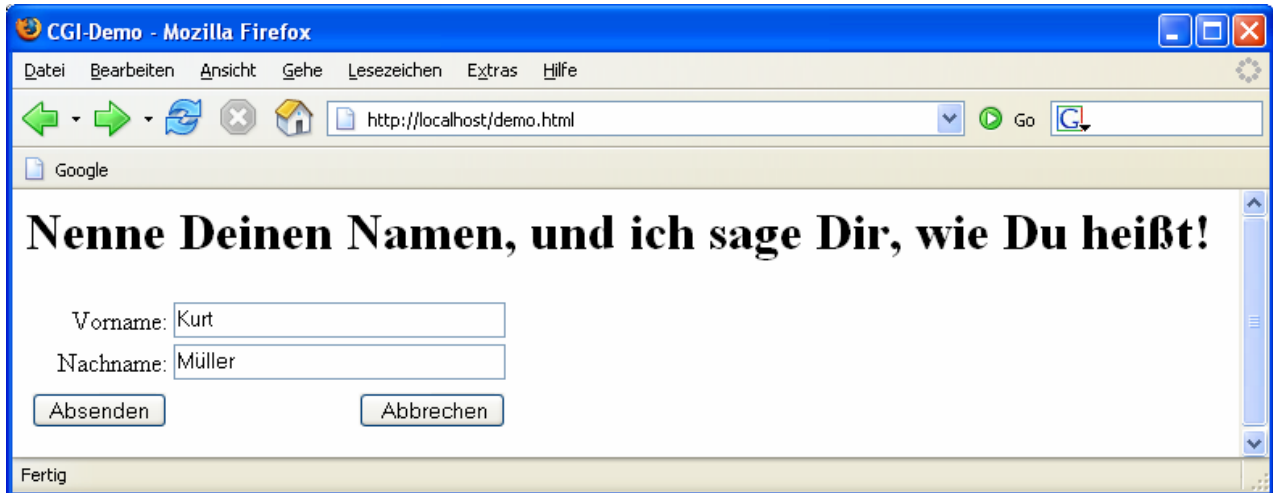 CGI-Demo - Mozilla Firefox
Datei Bearbeiten Ansicht Gehe Lesezeichen Extras Hilfe
http://localhost/demo.html Go G
Google
Nenne Deinen Namen, und ich sage Dir, wie Du heißt!
Vorname: Kurt
Nachname: Müller
Absenden Abbrechen
Fertig